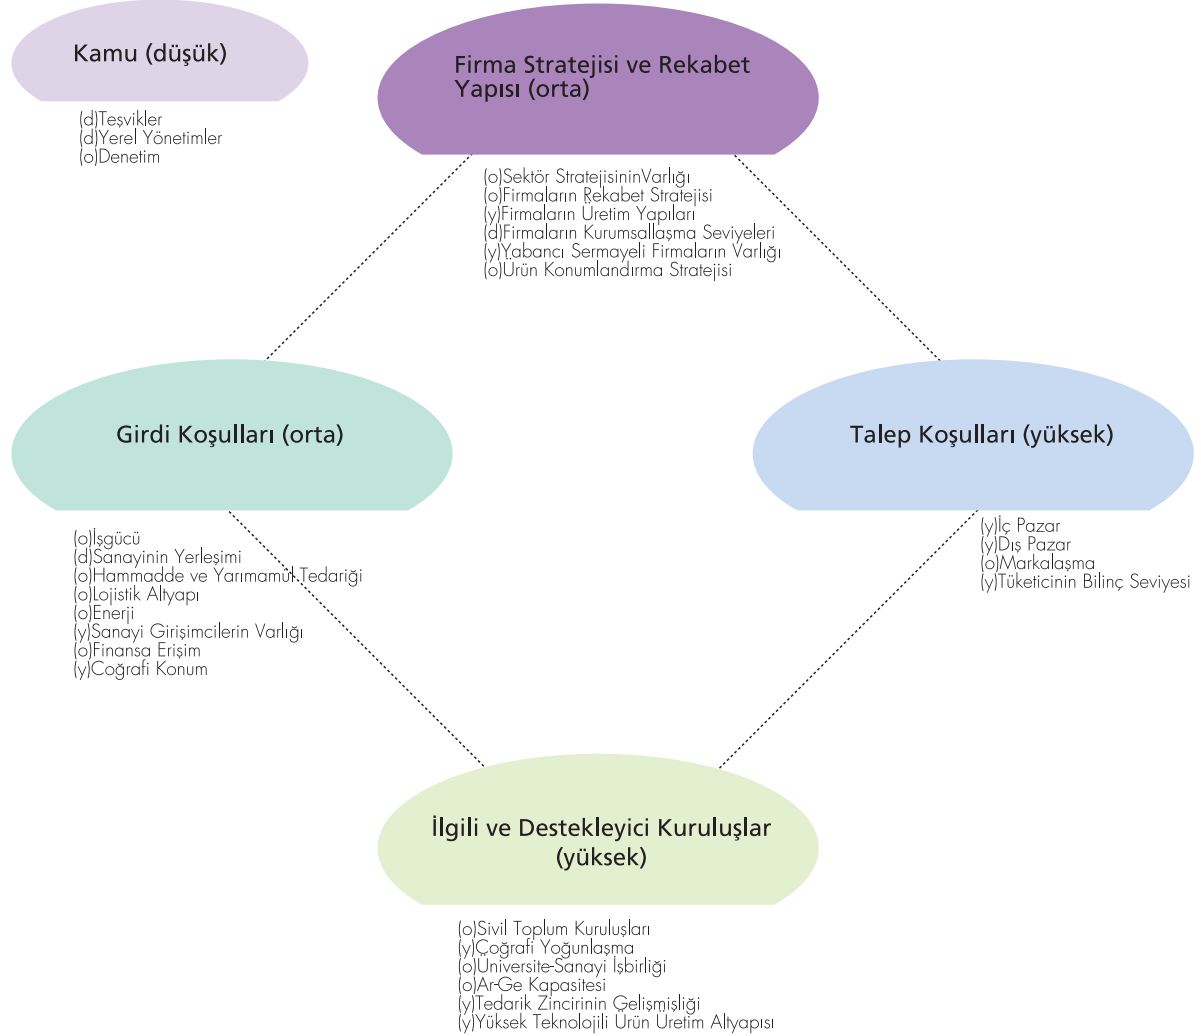 Kamu (düşük)
(d)Teşvikler
(d)Yerel Yönetimler
(o)Denetim
Firma Stratejisi ve Rekabet
Yapısı (orta)
(o)Sektör StratejisininVarlığı
(o)Firmaların Rekabet Stratejisi
(y)Firmaların Üretim Yapıları
(d)Firmaların Kurumsallaşma Seviyeleri
(y)Yabancı Sermayeli Firmaların Varlığı
(o)Ürün Konumlandırma Stratejisi
Girdi Koşulları (orta)
(o)İşgücü
(d)Sanayinin Yerleşimi
(o)Hammadde ve Yarımamül Tedariği
(o)Lojistik Altyapı
(o)Enerji
(y)Sanayi Girişimcilerin Varlığı
(o)Finansa Erişim
(y)Coğrafi Konum
Talep Koşulları (yüksek)
(y)İç Pazar
(y)Dış Pazar
(o)Markalaşma
(y)Tüketicinin Bilinç Seviyesi
İlgili ve Destekleyici Kuruluşlar
(yüksek)
(o)Sivil Toplum Kuruluşları
(y)Coğrafi Yoğunlaşma
(o)Üniversite-Sanayi İşbirliği
(o)Ar-Ge Kapasitesi
(y)Tedarik Zincirinin Gelişmişliği
(y)Yüksek Teknolojili Ürün Üretim Altyapısı